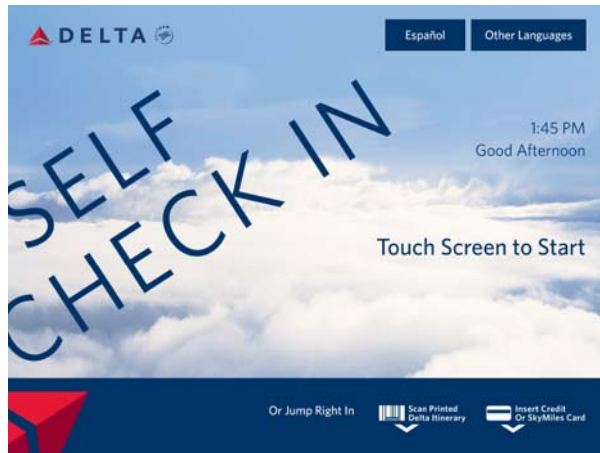 DELTA
Español
Other Languages
SELF
CHECK IN
1:45 PM
Good Afternoon
Touch Screen to Start
Or Jump Right In
Scan Printed
Delta Itinerary
Insert Credit
Or SkyMiles Card